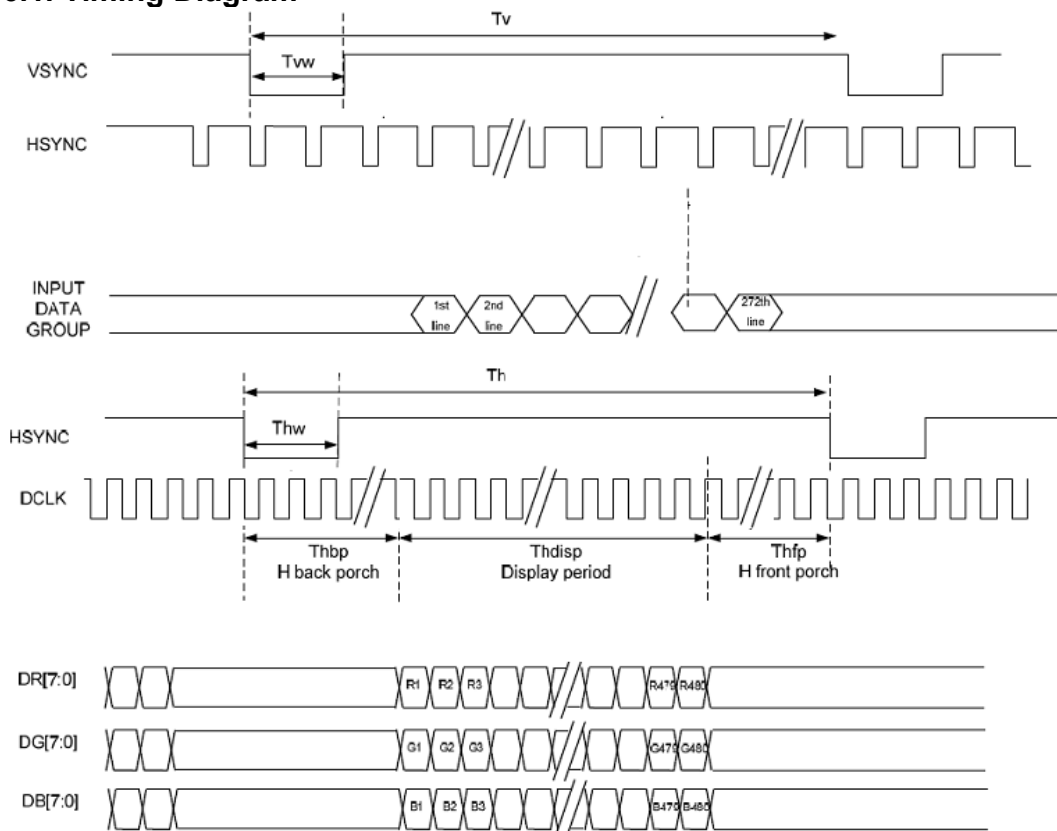 Timing Diagram
Tv
VSYNC
Tvw
HSYNC
INPUT
DATA
GROUP
1st
line
2nd
line
272th
line
Th
HSYNC
Thw
DCLK
Thbp
H back porch
Thdisp
Display period
Thfp
H front porch
DR[7:0]
R1 R2 R3 R479 R480
DG[7:0]
G1 G2 G3 G479 G480
DB[7:0]
B1 B2 B3 B479 B480